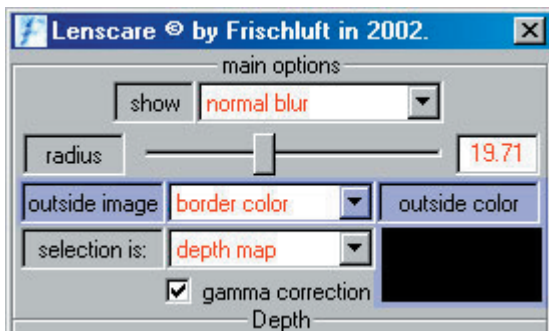 Lenscare © by Frischluft in 2002.
main options
show normal blur
radius 19.71
outside image border color outside color
selection is: depth map
gamma correction
Depth